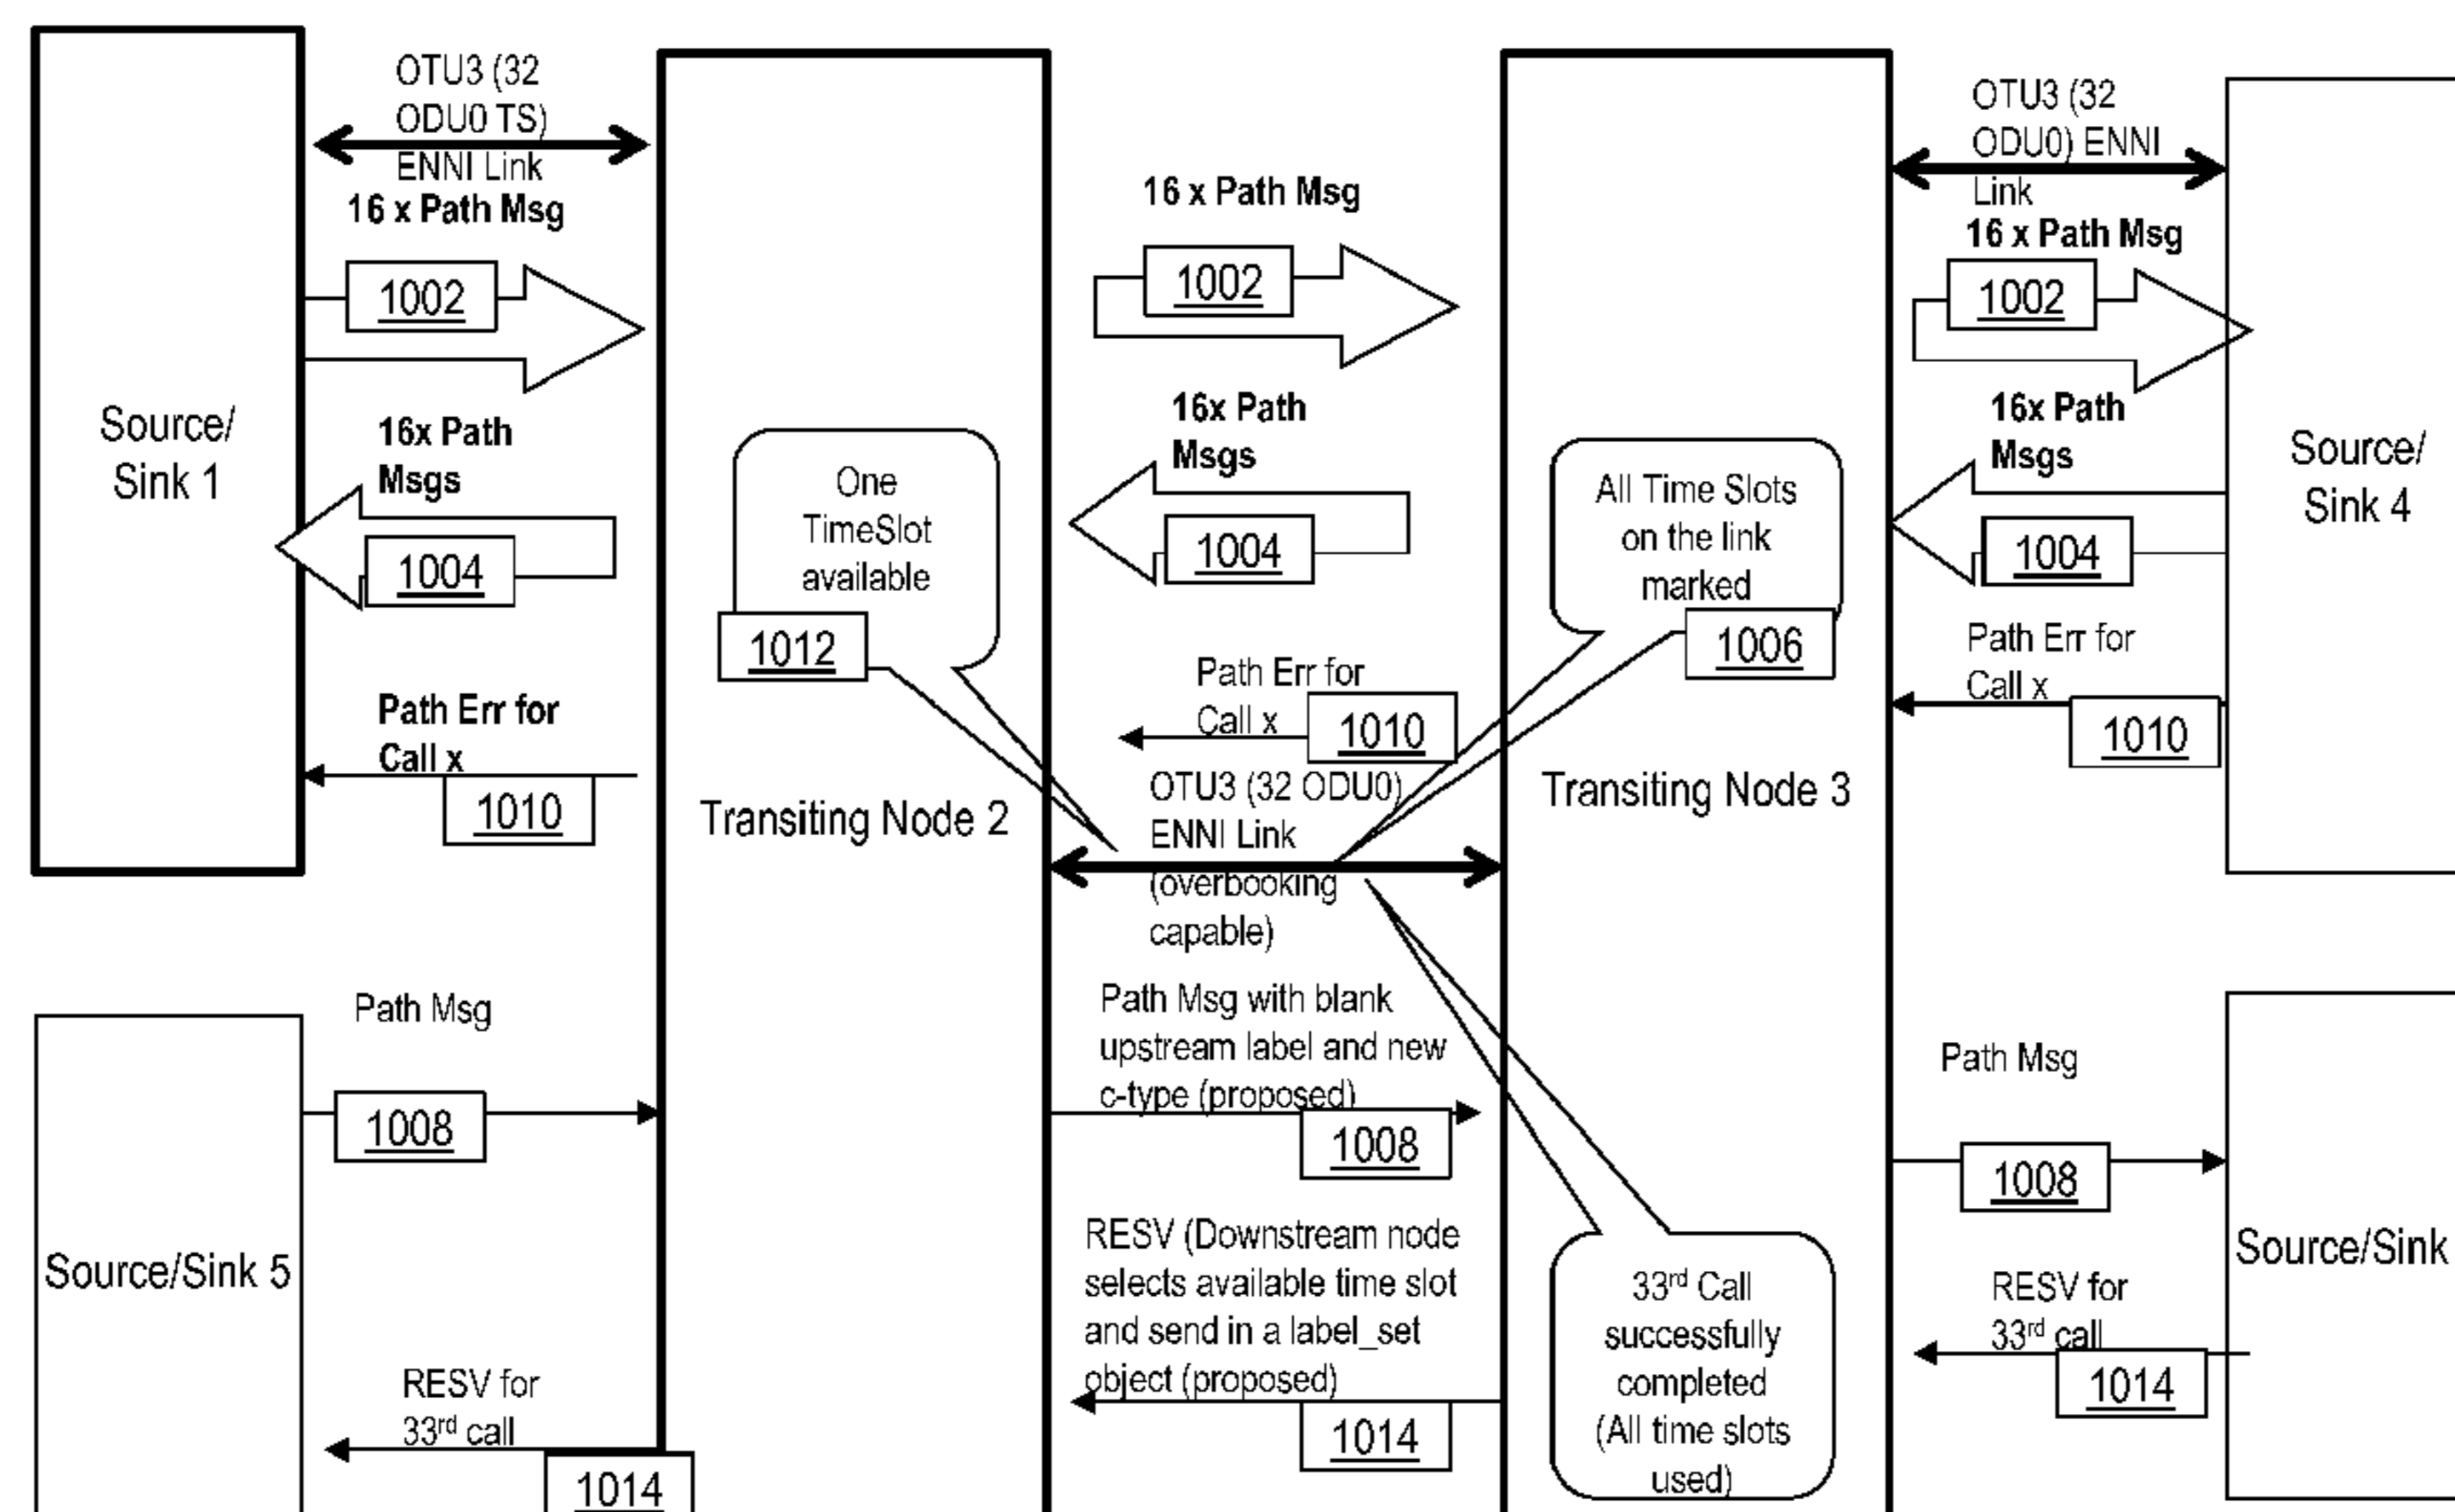 OTU3 (32
ODU0 TS)
ENNI Link
16 x Path Msg
1002
Source/
Sink 1
16x Path
Msgs
1004
Path Err for
Call x
1010
One
TimeSlot
available
1012
Transiting Node 2
16 x Path Msg
1002
16x Path
Msgs
1004
Path Err for
Call x
1010
OTU3 (32 ODU0)
ENNI Link
(overbooking
capable)
All Time Slots
on the link
marked
1006
Transiting Node 3
OTU3 (32
ODU0) ENNI
Link
16 x Path Msg
1002
16x Path
Msgs
1004
Source/
Sink 4
Path Err for
Call x
1010
Path Msg
1008
Source/Sink 5
RESV for
33rd call
1014
Path Msg with blank
upstream label and new
c-type (proposed)
1008
RESV (Downstream node
selects available time slot
and send in a label_set
object (proposed)
1014
33rd Call
successfully
completed
(All time slots
used)
Path Msg
1008
Source/Sink
RESV for
33rd call
1014